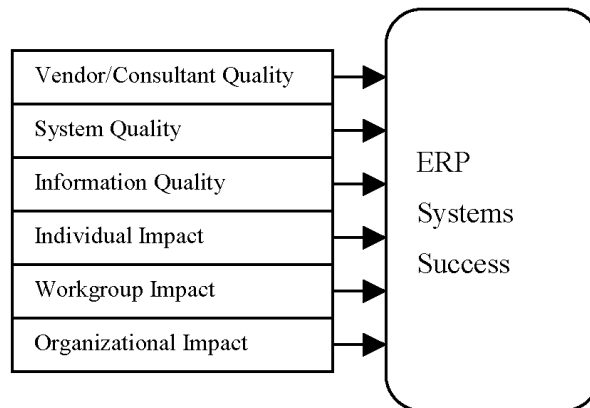 Vendor/Consultant Quality
System Quality
Information Quality
Individual Impact
Workgroup Impact
Organizational Impact
ERP
Systems
Success